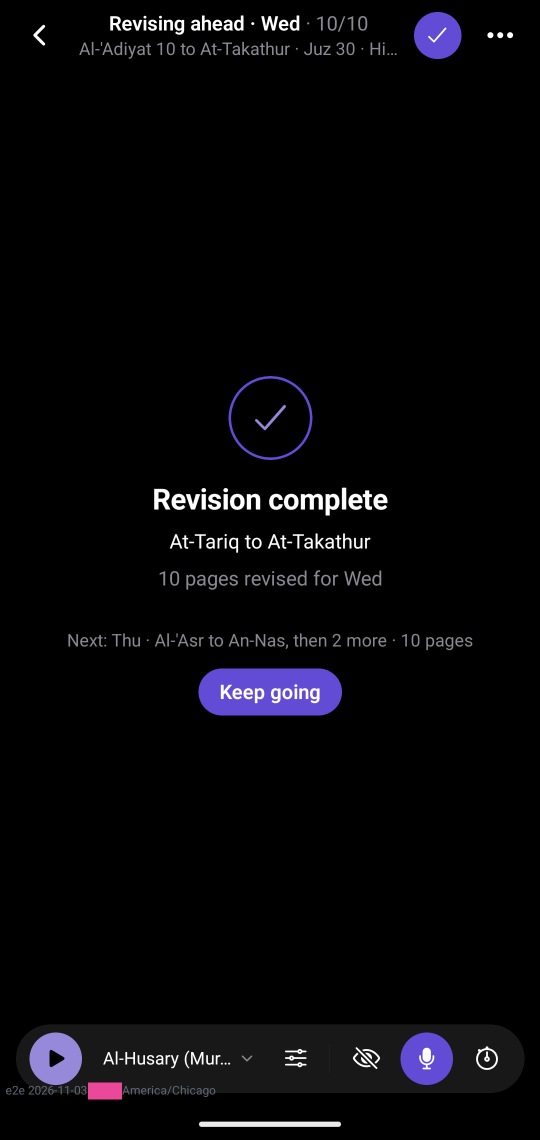 Revising ahead · Wed · 10/10
Al-'Adiyat 10 to At-Takathur · Juz 30 · Hi...
Revision complete
At-Tariq to At-Takathur
10 pages revised for Wed
Next: Thu · Al-'Asr to An-Nas, then 2 more · 10 pages
Keep going
Al-Husary (Mur...
e2e 2026-11-03 America/Chicago